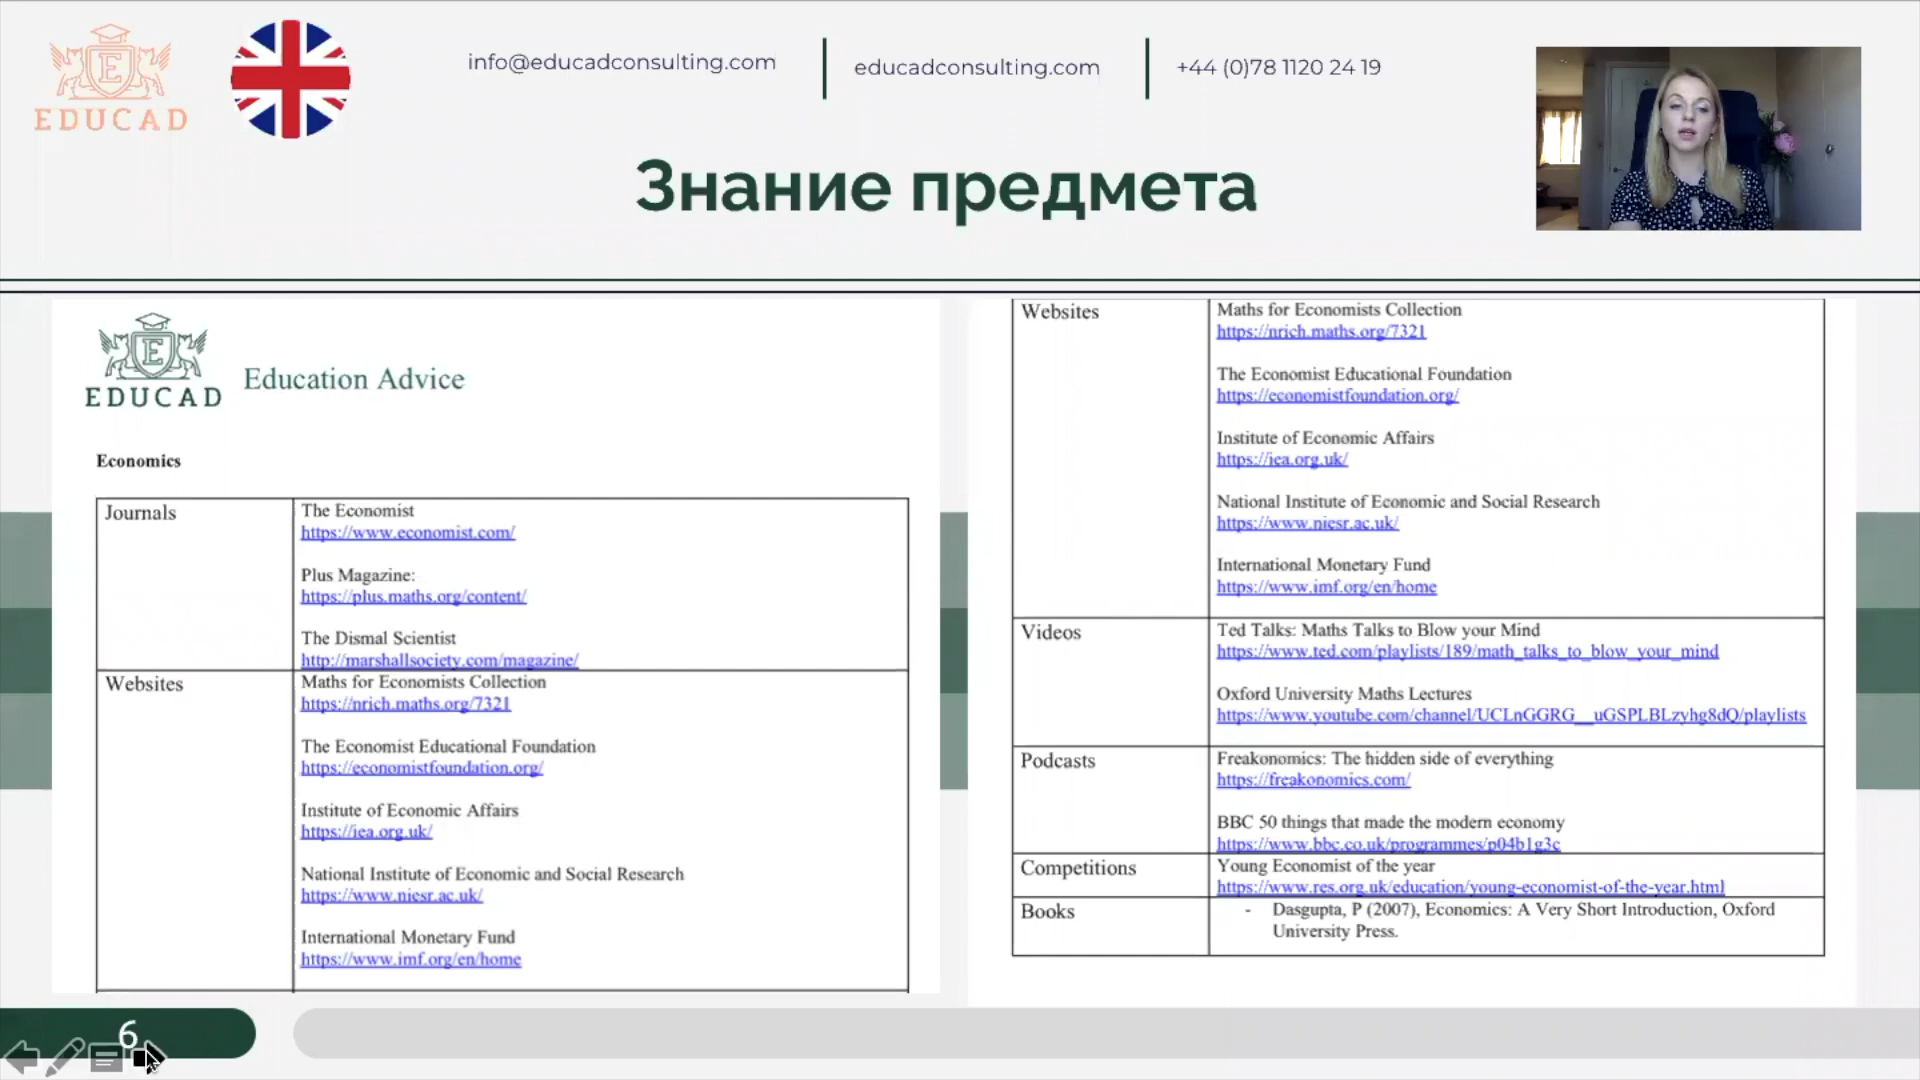 E
EDUCAD
info@educadconsulting.com
educadconsulting.com
+44 (0)78 1120 24 19
Знание предмета
E
EDUCAD
Education Advice
Economics
Journals
The Economist
https://www.economist.com/
Plus Magazine:
https://plus.maths.org/content/
The Dismal Scientist
http://marshallsociety.com/magazine/
Websites
Maths for Economists Collection
https://nrich.maths.org/7321
The Economist Educational Foundation
https://economistfoundation.org/
Institute of Economic Affairs
https://iea.org.uk/
National Institute of Economic and Social Research
https://www.niesr.ac.uk/
International Monetary Fund
https://www.imf.org/en/home
Websites
Maths for Economists Collection
https://nrich.maths.org/7321
The Economist Educational Foundation
https://economistfoundation.org/
Institute of Economic Affairs
https://iea.org.uk/
National Institute of Economic and Social Research
https://www.niesr.ac.uk/
International Monetary Fund
https://www.imf.org/en/home
Videos
Ted Talks: Maths Talks to Blow your Mind
https://www.ted.com/playlists/189/math_talks_to_blow_your_mind
Oxford University Maths Lectures
https://www.youtube.com/channel/UCLnGGRG__uGSPLBLzyhg8dQ/playlists
Podcasts
Freakonomics: The hidden side of everything
https://freakonomics.com/
BBC 50 things that made the modern economy
https://www.bbc.co.uk/programmes/p04b1g3c
Competitions
Young Economist of the year
https://www.res.org.uk/education/young-economist-of-the-year.html
Books
- Dasgupta, P (2007), Economics: A Very Short Introduction, Oxford
University Press.
6